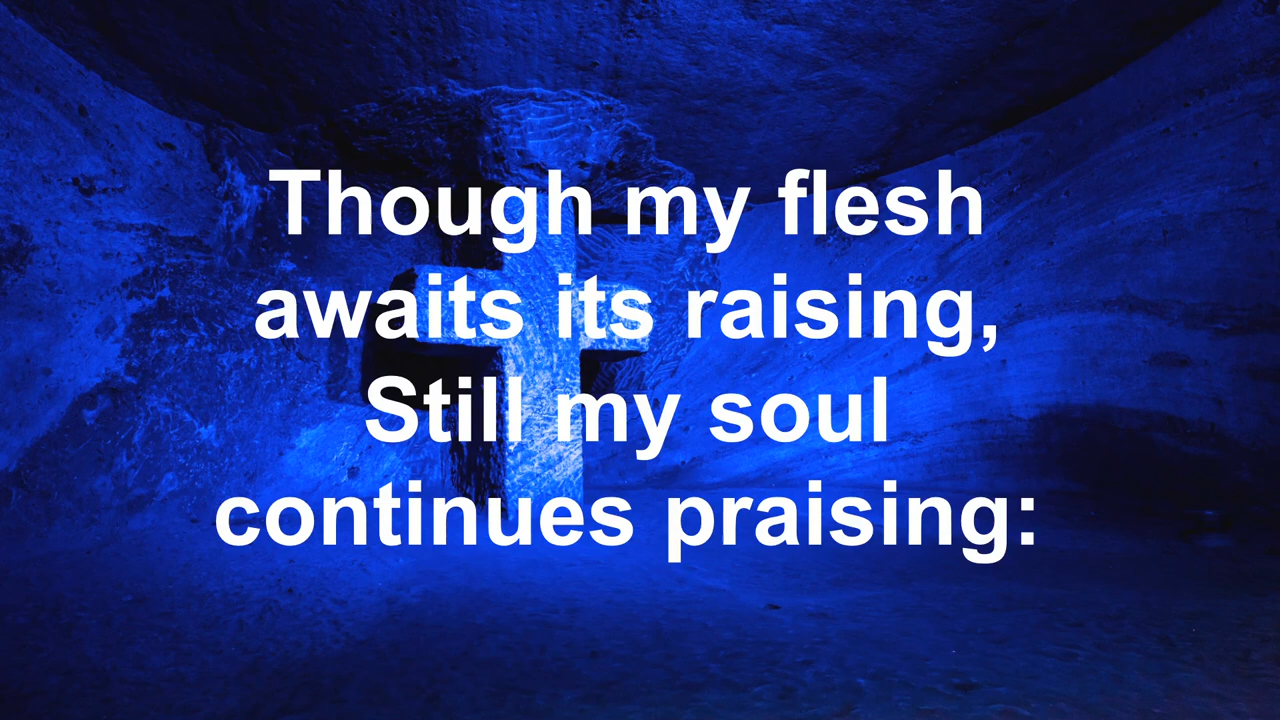 Though my flesh
awaits its raising,
Still my soul
continues praising: